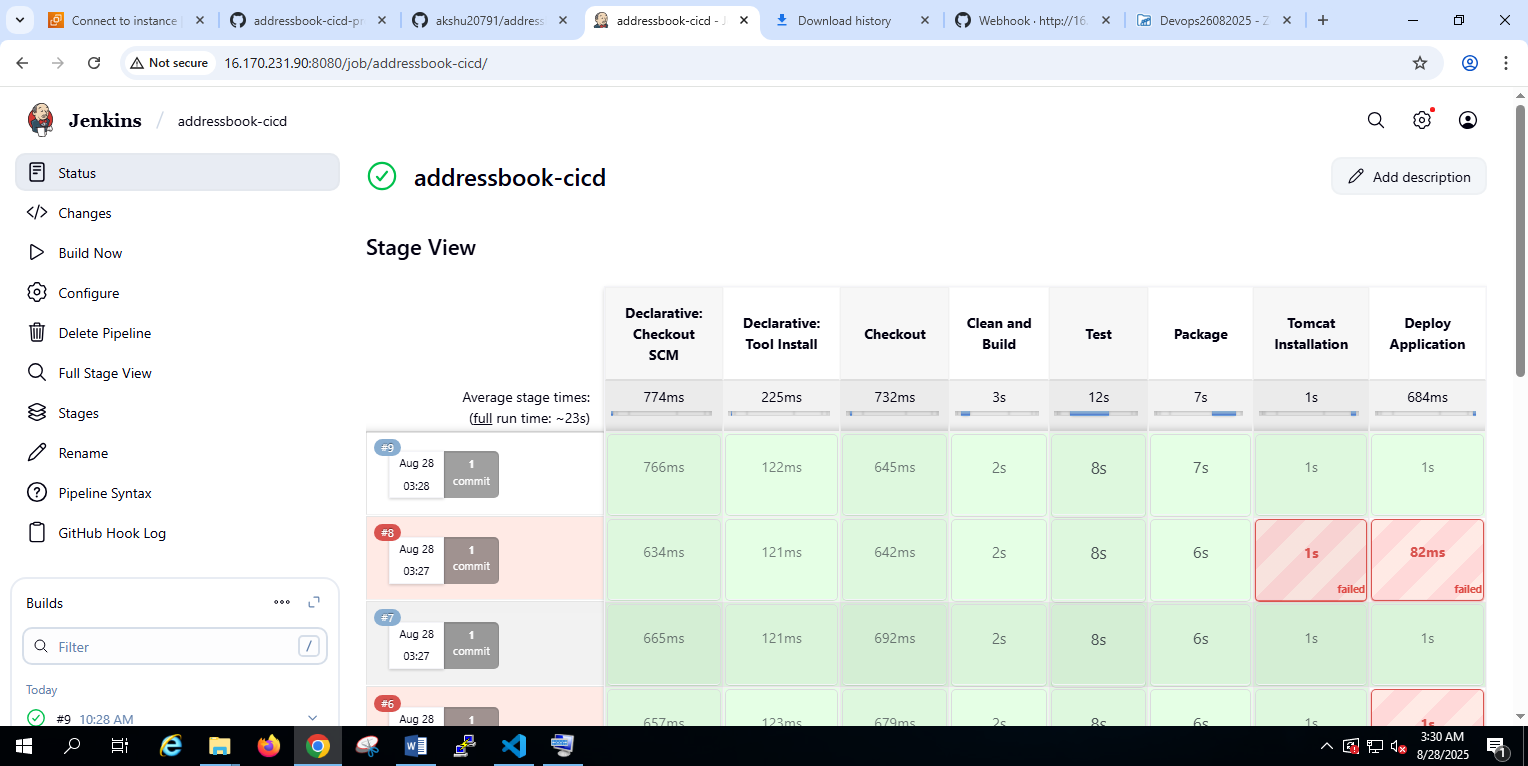 Connect to instance
addressbook-cicd-pr
akshu20791/address
addressbook-cicd - J
Download history
Webhook · http://16.
Devops26082025 - Z
Not secure
16.170.231.90:8080/job/addressbook-cicd/
Jenkins / addressbook-cicd
Status
Changes
Build Now
Configure
Delete Pipeline
Full Stage View
Stages
Rename
Pipeline Syntax
GitHub Hook Log
Builds
Filter
/
Today
#9 10:28 AM
addressbook-cicd
Add description
Stage View
Declarative: Checkout SCM
Declarative: Tool Install
Checkout
Clean and Build
Test
Package
Tomcat Installation
Deploy Application
Average stage times:
(full run time: ~23s)
774ms 225ms 732ms 3s 12s 7s 1s 684ms
#9
Aug 28
03:28
1
commit
766ms 122ms 645ms 2s 8s 7s 1s 1s
#8
Aug 28
03:27
1
commit
634ms 121ms 642ms 2s 8s 6s 1s 82ms
failed failed
#7
Aug 28
03:27
1
commit
665ms 121ms 692ms 2s 8s 6s 1s 1s
#6
Aug 28
1
657ms 123ms 679ms 2s 8s 6s 1s 1s
3:30 AM
8/28/2025
1